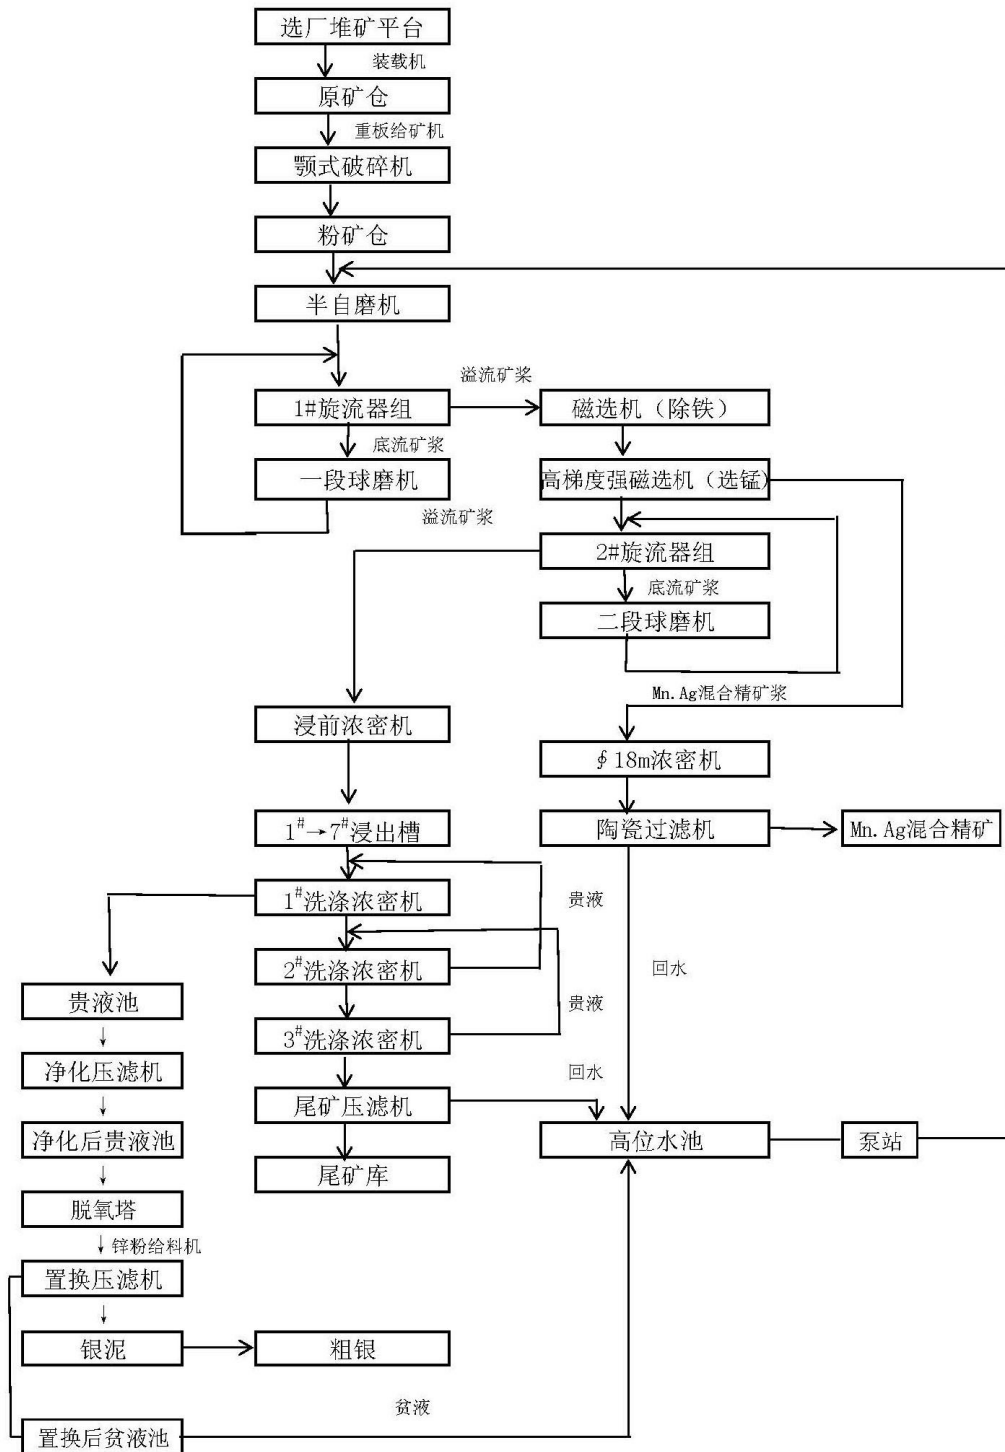 选厂堆矿平台
装载机
原矿仓
重板给矿机
颚式破碎机
粉矿仓
半自磨机
溢流矿桨
1#旋流器组
磁选机（除铁）
底流矿浆
一段球磨机
高梯度强磁选机（选锰）
溢流矿浆
2#旋流器组
底流矿浆
二段球磨机
Mn.Ag混合精矿浆
浸前浓密机
∮18m浓密机
1#→7#浸出槽
陶瓷过滤机
Mn.Ag混合精矿
1#洗涤浓密机
贵液
2#洗涤浓密机
回水
贵液池
贵液
3#洗涤浓密机
净化压滤机
回水
尾矿压滤机
净化后贵液池
高位水池
泵站
尾矿库
脱氧塔
锌粉给料机
置换压滤机
银泥
粗银
贫液
置换后贫液池